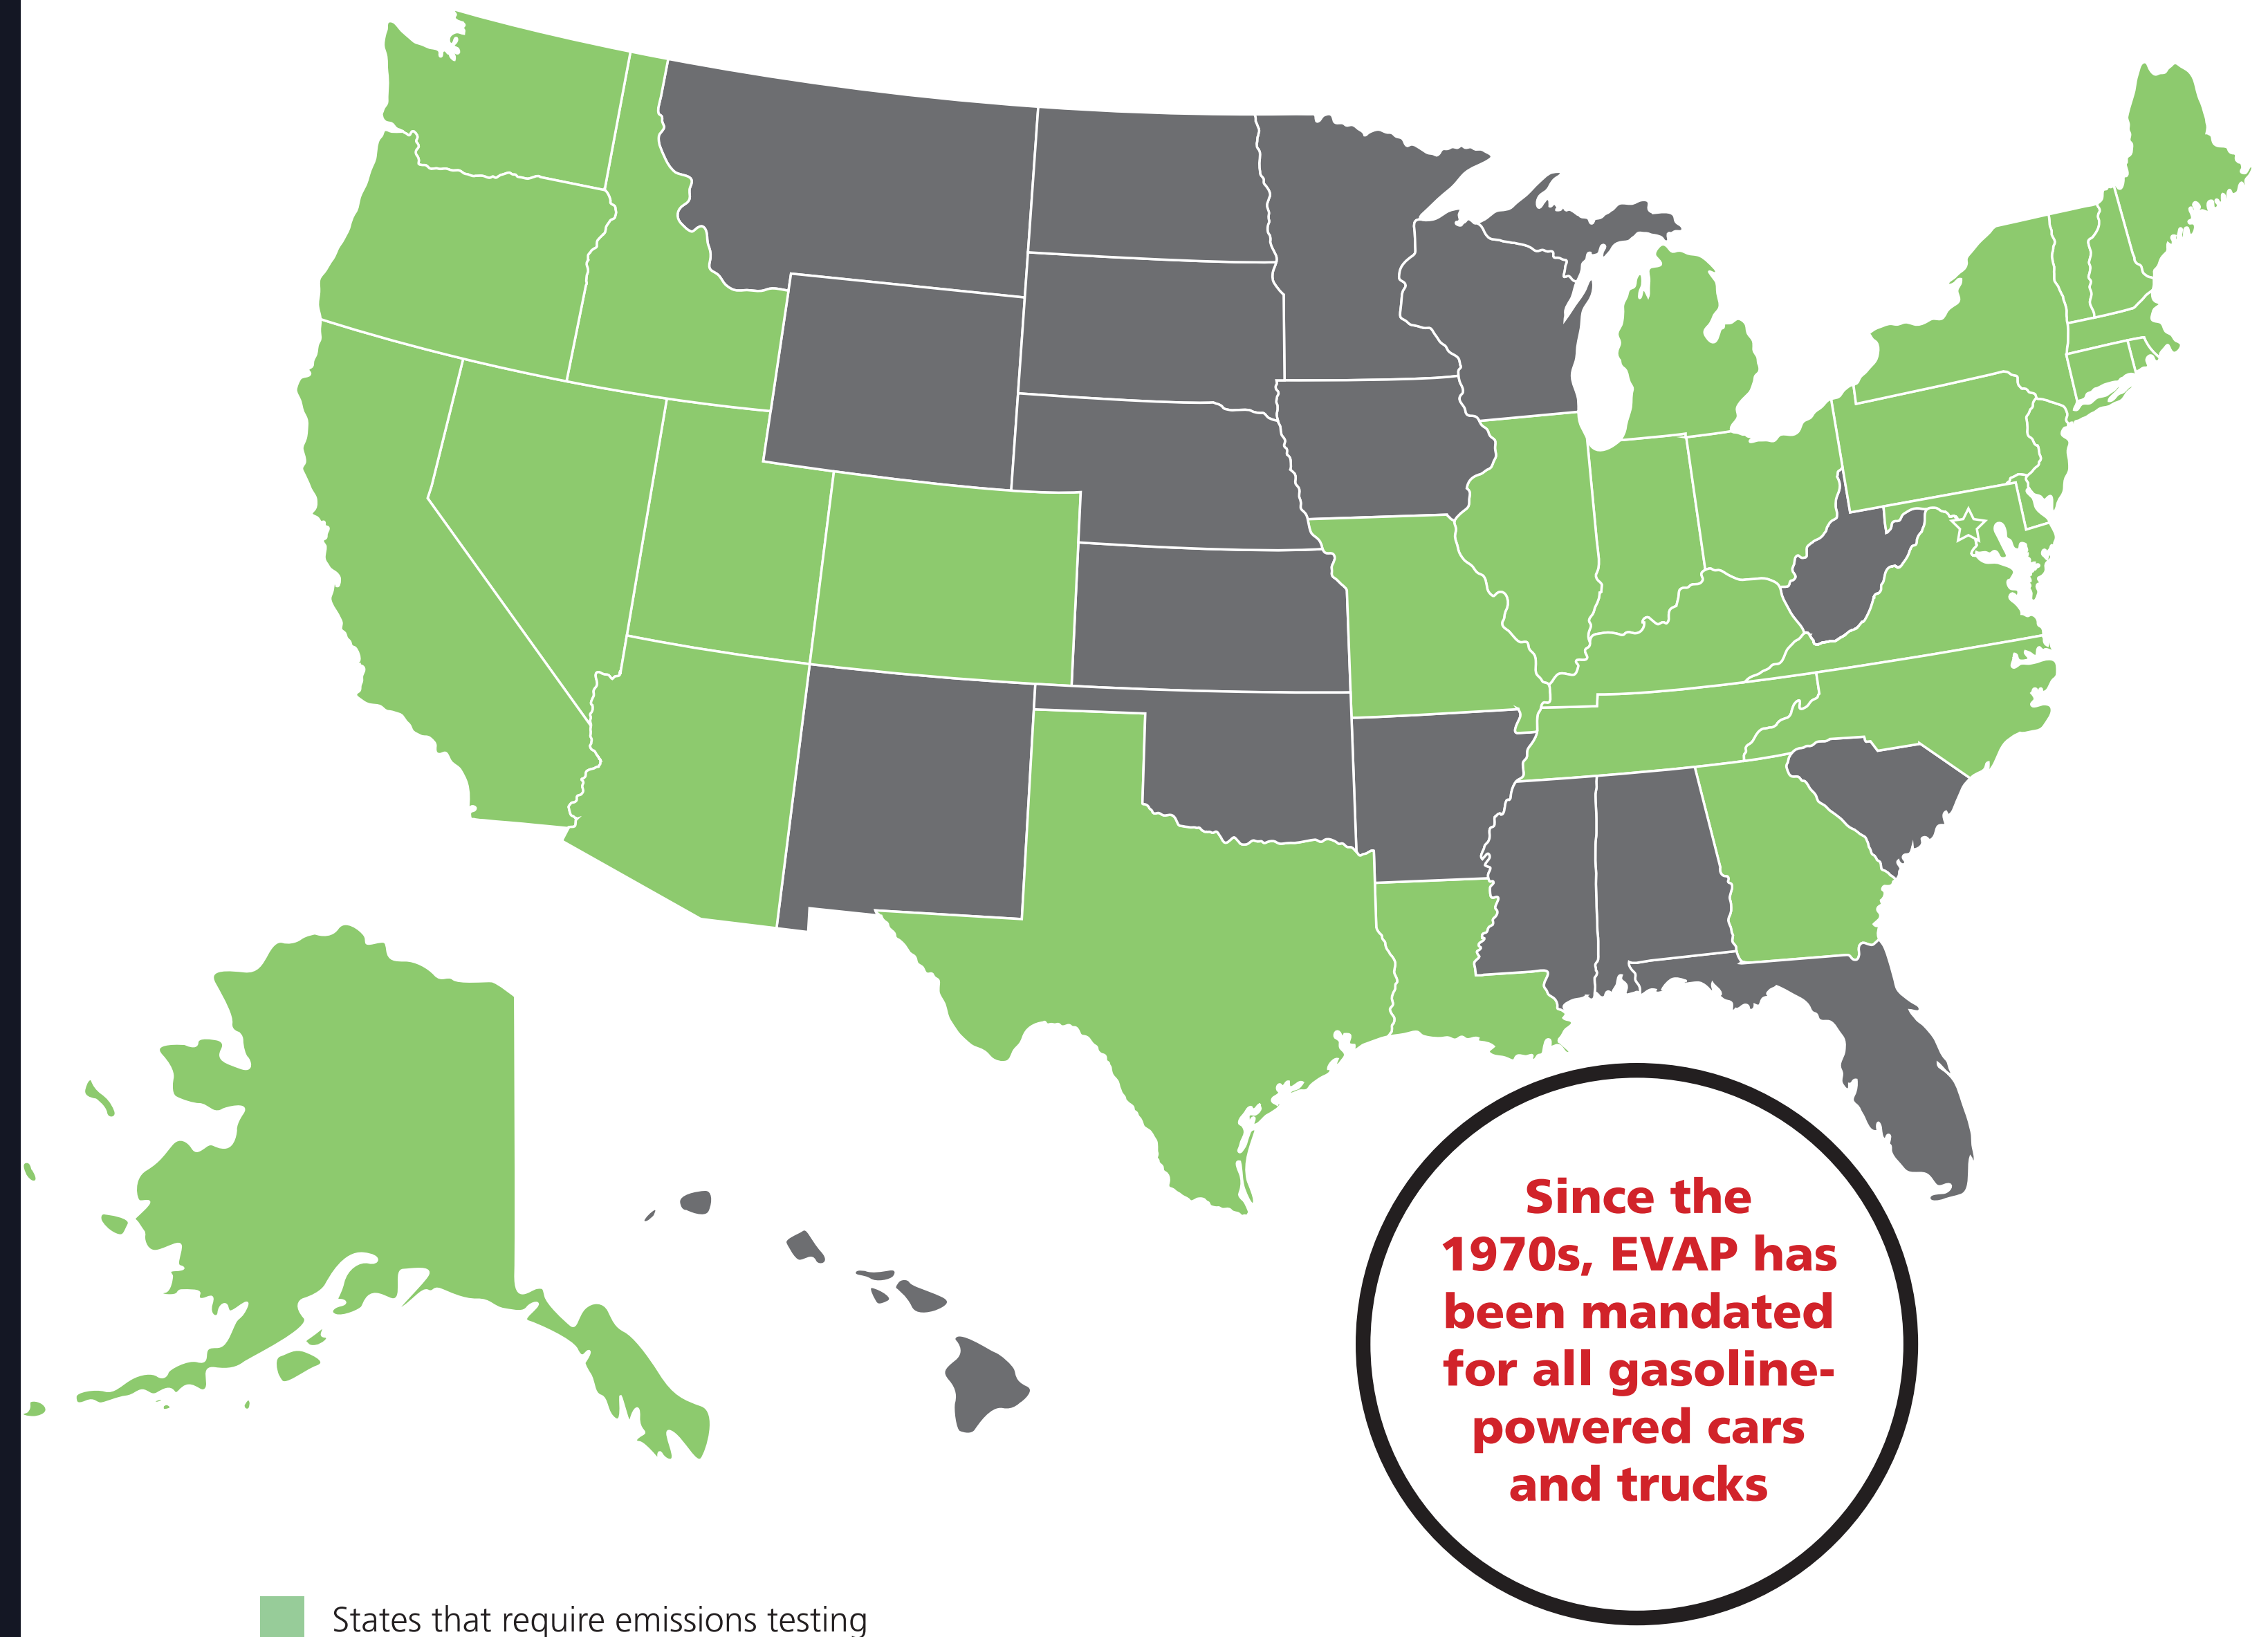 Since the
1970s, EVAP has
been mandated
for all gasoline-
powered cars
and trucks
States that require emissions testing